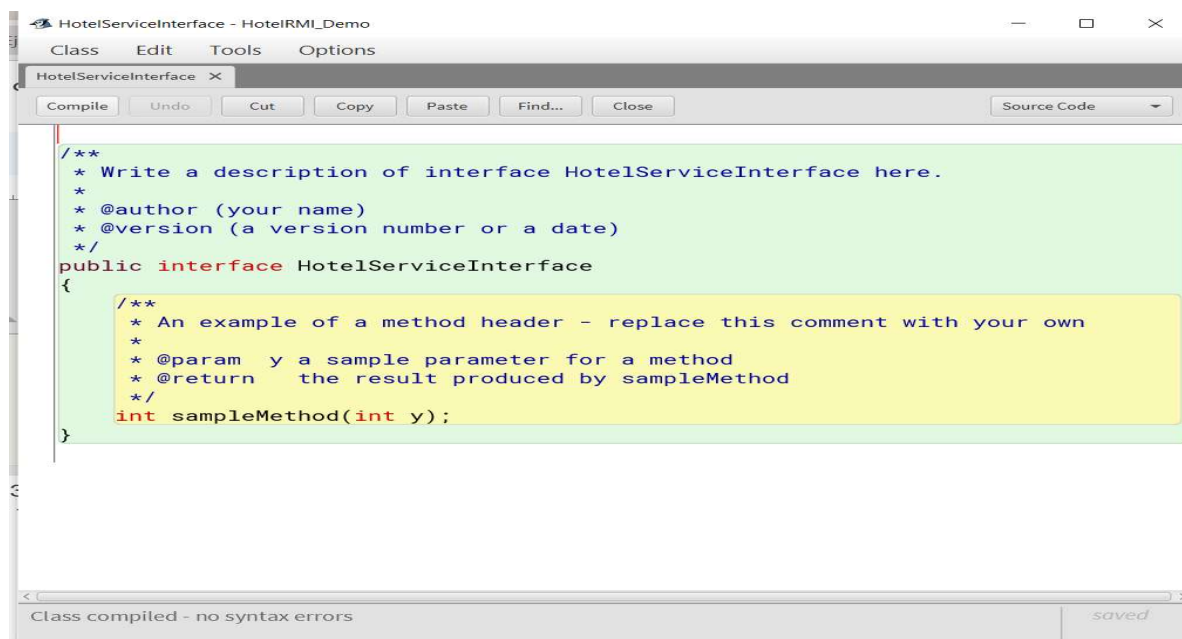 HotelServiceInterface - HotelRMI_Demo
Class Edit Tools Options
HotelServiceInterface
Compile Undo Cut Copy Paste Find... Close Source Code
/**
 * Write a description of interface HotelServiceInterface here.
 *
 * @author (your name)
 * @version (a version number or a date)
 */
public interface HotelServiceInterface
{
    /**
     * An example of a method header - replace this comment with your own
     *
     * @param  y a sample parameter for a method
     * @return   the result produced by sampleMethod
     */
    int sampleMethod(int y);
}
Class compiled - no syntax errors saved